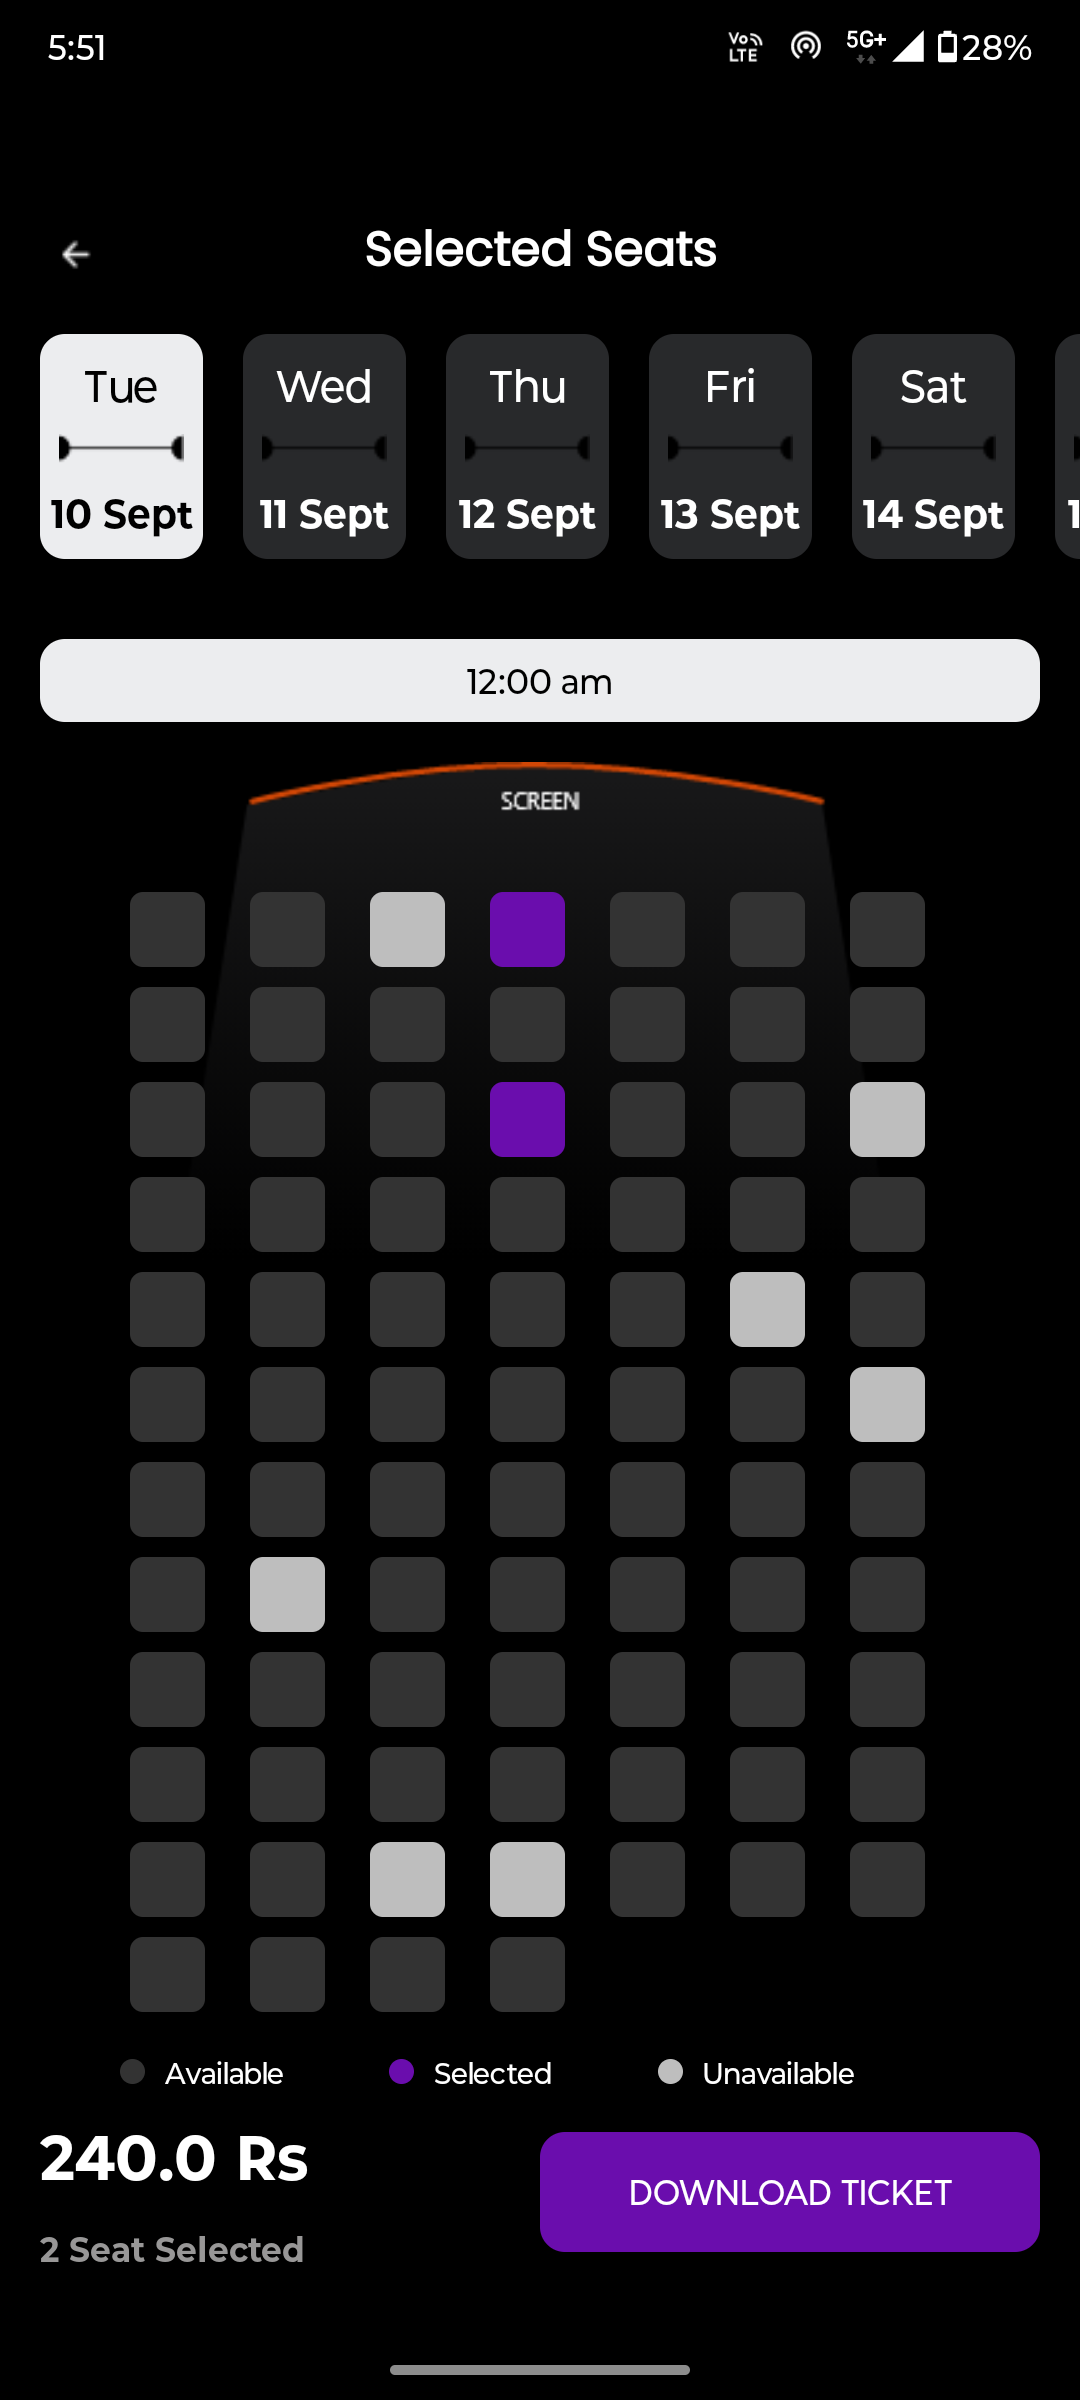 5:51
Vo LTE 5G+ 28%
Selected Seats
Tue Wed Thu Fri Sat
10 Sept 11 Sept 12 Sept 13 Sept 14 Sept 1
12:00 am
SCREEN
Available Selected Unavailable
240.0 Rs
DOWNLOAD TICKET
2 Seat Selected